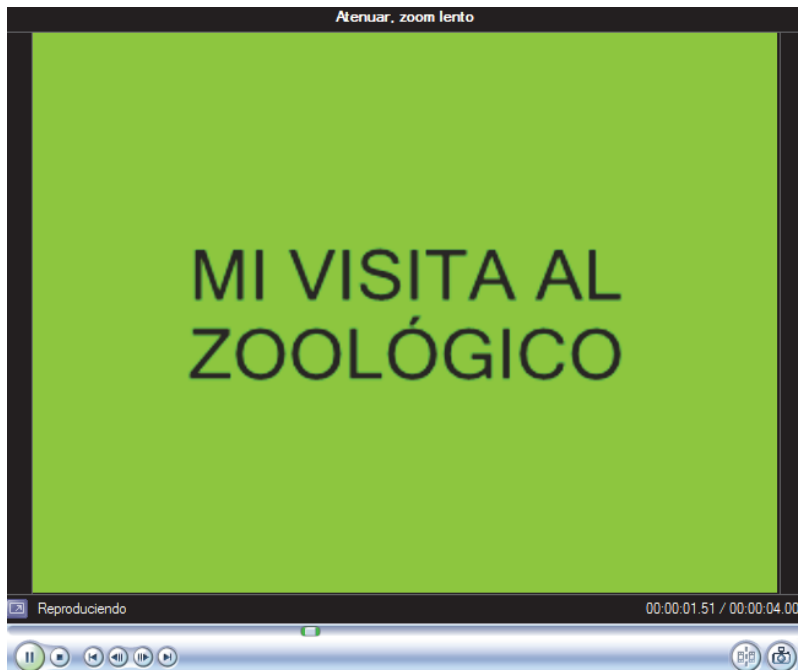 Atenuar, zoom lento
MI VISITA AL
ZOOLÓGICO
Reproduciendo
00:00:01.51 / 00:00:04.00